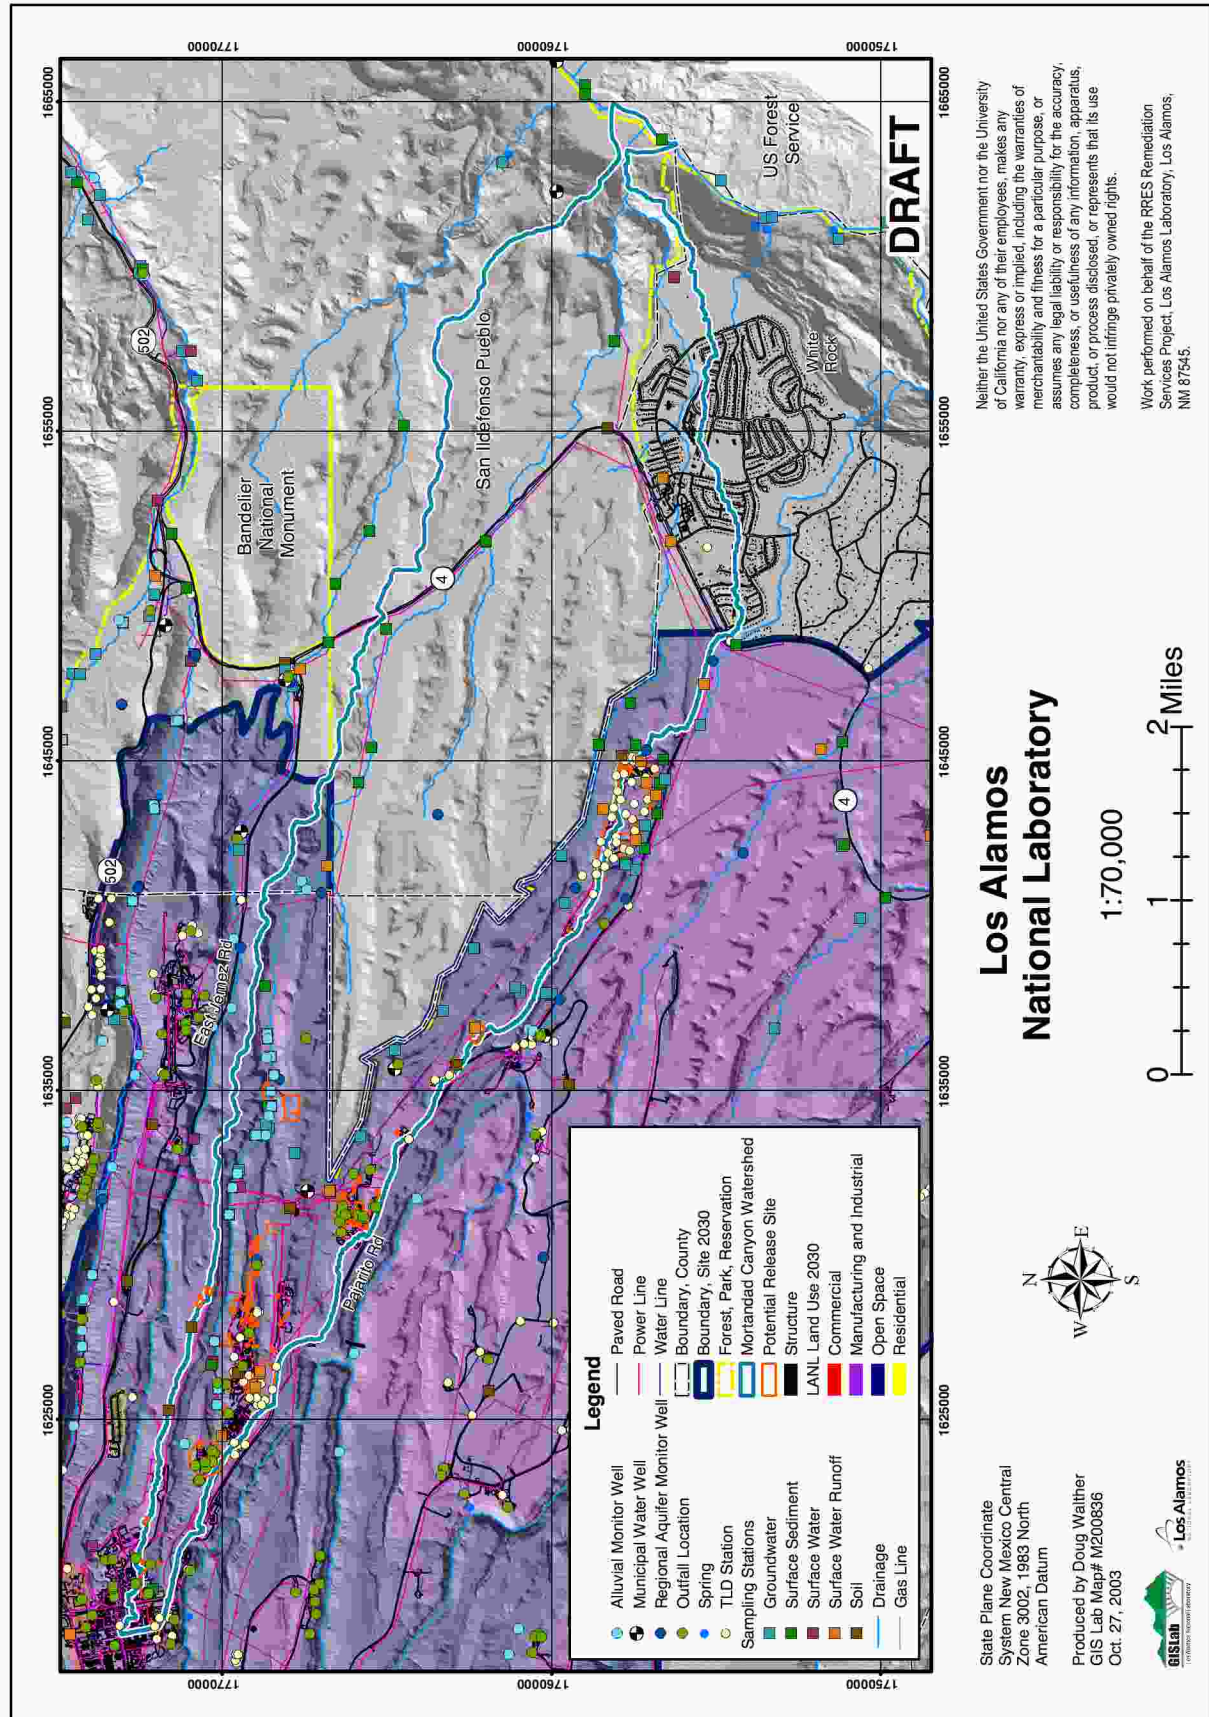 1625000
1635000
1645000
1655000
1665000
1770000
1760000
1750000
1770000
1760000
1750000
502
502
4
4
Bandelier
National
Monument
San Ildefonso Pueblo
East Jemez Rd
Pajarito Rd
White
Rock
US Forest
Service
DRAFT
Legend
Alluvial Monitor Well
Municipal Water Well
Regional Aquifer Monitor Well
Outfall Location
Spring
TLD Station
Sampling Stations
Groundwater
Surface Sediment
Surface Water
Surface Water Runoff
Soil
Drainage
Gas Line
Paved Road
Power Line
Water Line
Boundary, County
Boundary, Site 2030
Forest, Park, Reservation
Mortandad Canyon Watershed
Potential Release Site
Structure
LANL Land Use 2030
Commercial
Manufacturing and Industrial
Open Space
Residential
1625000
1635000
1645000
1655000
1665000
State Plane Coordinate
System New Mexico Central
Zone 3002, 1983 North
American Datum
Produced by Doug Walther
GIS Lab Map# M200836
Oct. 27, 2003
GISLab
Los Alamos
N
W
E
S
Los Alamos
National Laboratory
1:70,000
0
1
2 Miles
Neither the United States Government nor the University
of California nor any of their employees, makes any
warranty, express or implied, including the warranties of
merchantability and fitness for a particular purpose, or
assumes any legal liability or responsibility for the accuracy,
completeness, or usefulness of any information, apparatus,
product, or process disclosed, or represents that its use
would not infringe privately owned rights.
Work performed on behalf of the RRES Remediation
Services Project, Los Alamos Laboratory, Los Alamos,
NM 87545.